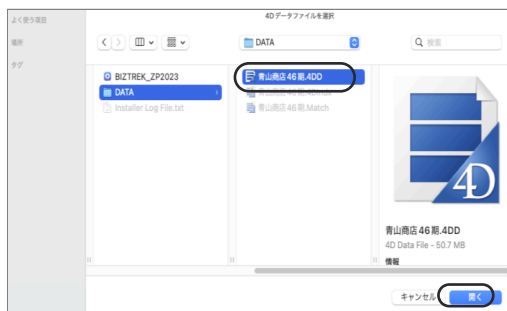 4Dデータファイルを選択
よく使う項目
場所
タグ
DATA
検索
BIZTREK_ZP2023
DATA
Installer Log File.txt
青山商店46期.4DD
青山商店46期.Match
4D
青山商店46期.4DD
4D Data File - 50.7 MB
情報
キャンセル
開く